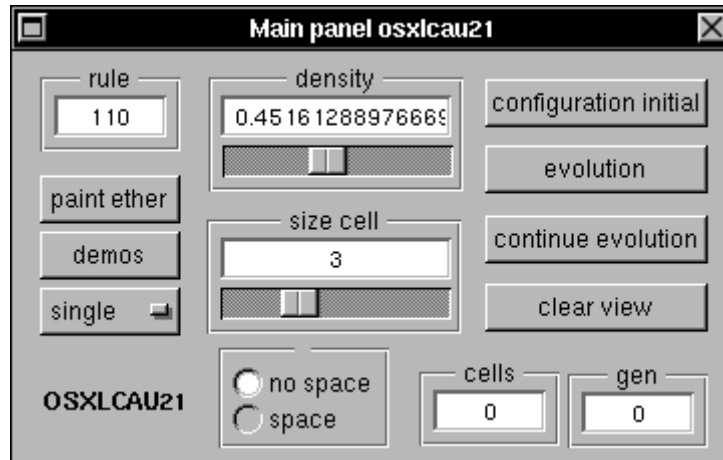 Main panel osxlcau21
rule
110
density
0.45161288976669
configuration initial
evolution
paint ether
demos
single
size cell
3
continue evolution
clear view
OSXLCAU21
no space
space
cells
0
gen
0